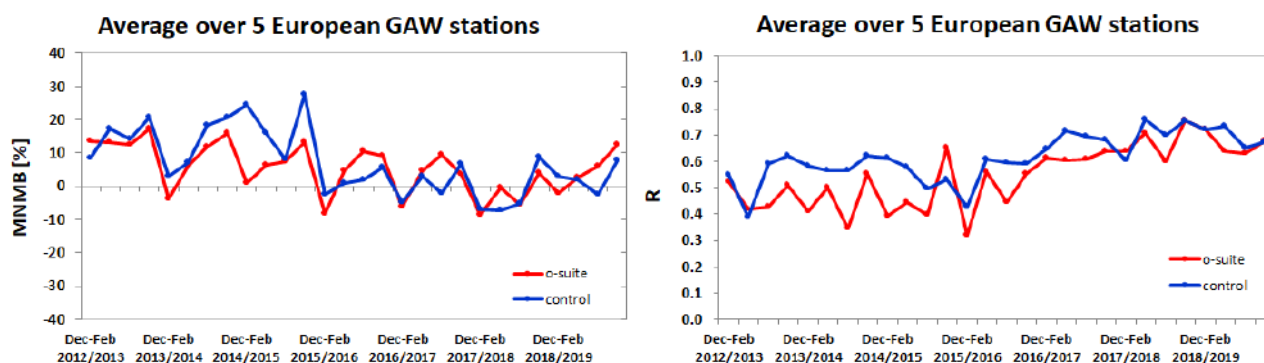 Average over 5 European GAW stations
MNMB [%]
40
30
20
10
0
-10
-20
-30
-40
o-suite
control
Dec-Feb Dec-Feb Dec-Feb Dec-Feb Dec-Feb Dec-Feb Dec-Feb
2012/2013 2013/2014 2014/2015 2015/2016 2016/2017 2017/2018 2018/2019
Average over 5 European GAW stations
R
1.0
0.9
0.8
0.7
0.6
0.5
0.4
0.3
0.2
0.1
0.0
o-suite
control
Dec-Feb Dec-Feb Dec-Feb Dec-Feb Dec-Feb Dec-Feb Dec-Feb
2012/2013 2013/2014 2014/2015 2015/2016 2016/2017 2017/2018 2018/2019